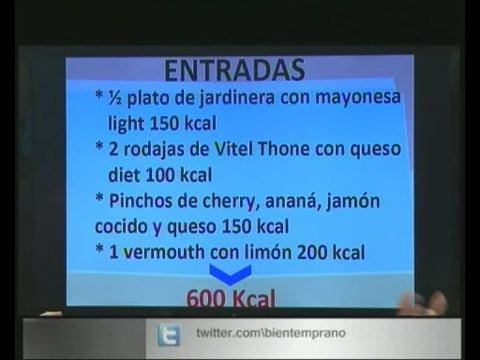 ENTRADAS
* ½ plato de jardinera con mayonesa
light 150 kcal
* 2 rodajas de Vitel Thone con queso
diet 100 kcal
* Pinchos de cherry, ananá, jamón
cocido y queso 150 kcal
* 1 vermouth con limón 200 kcal
600 Kcal
twitter.com\bientemprano